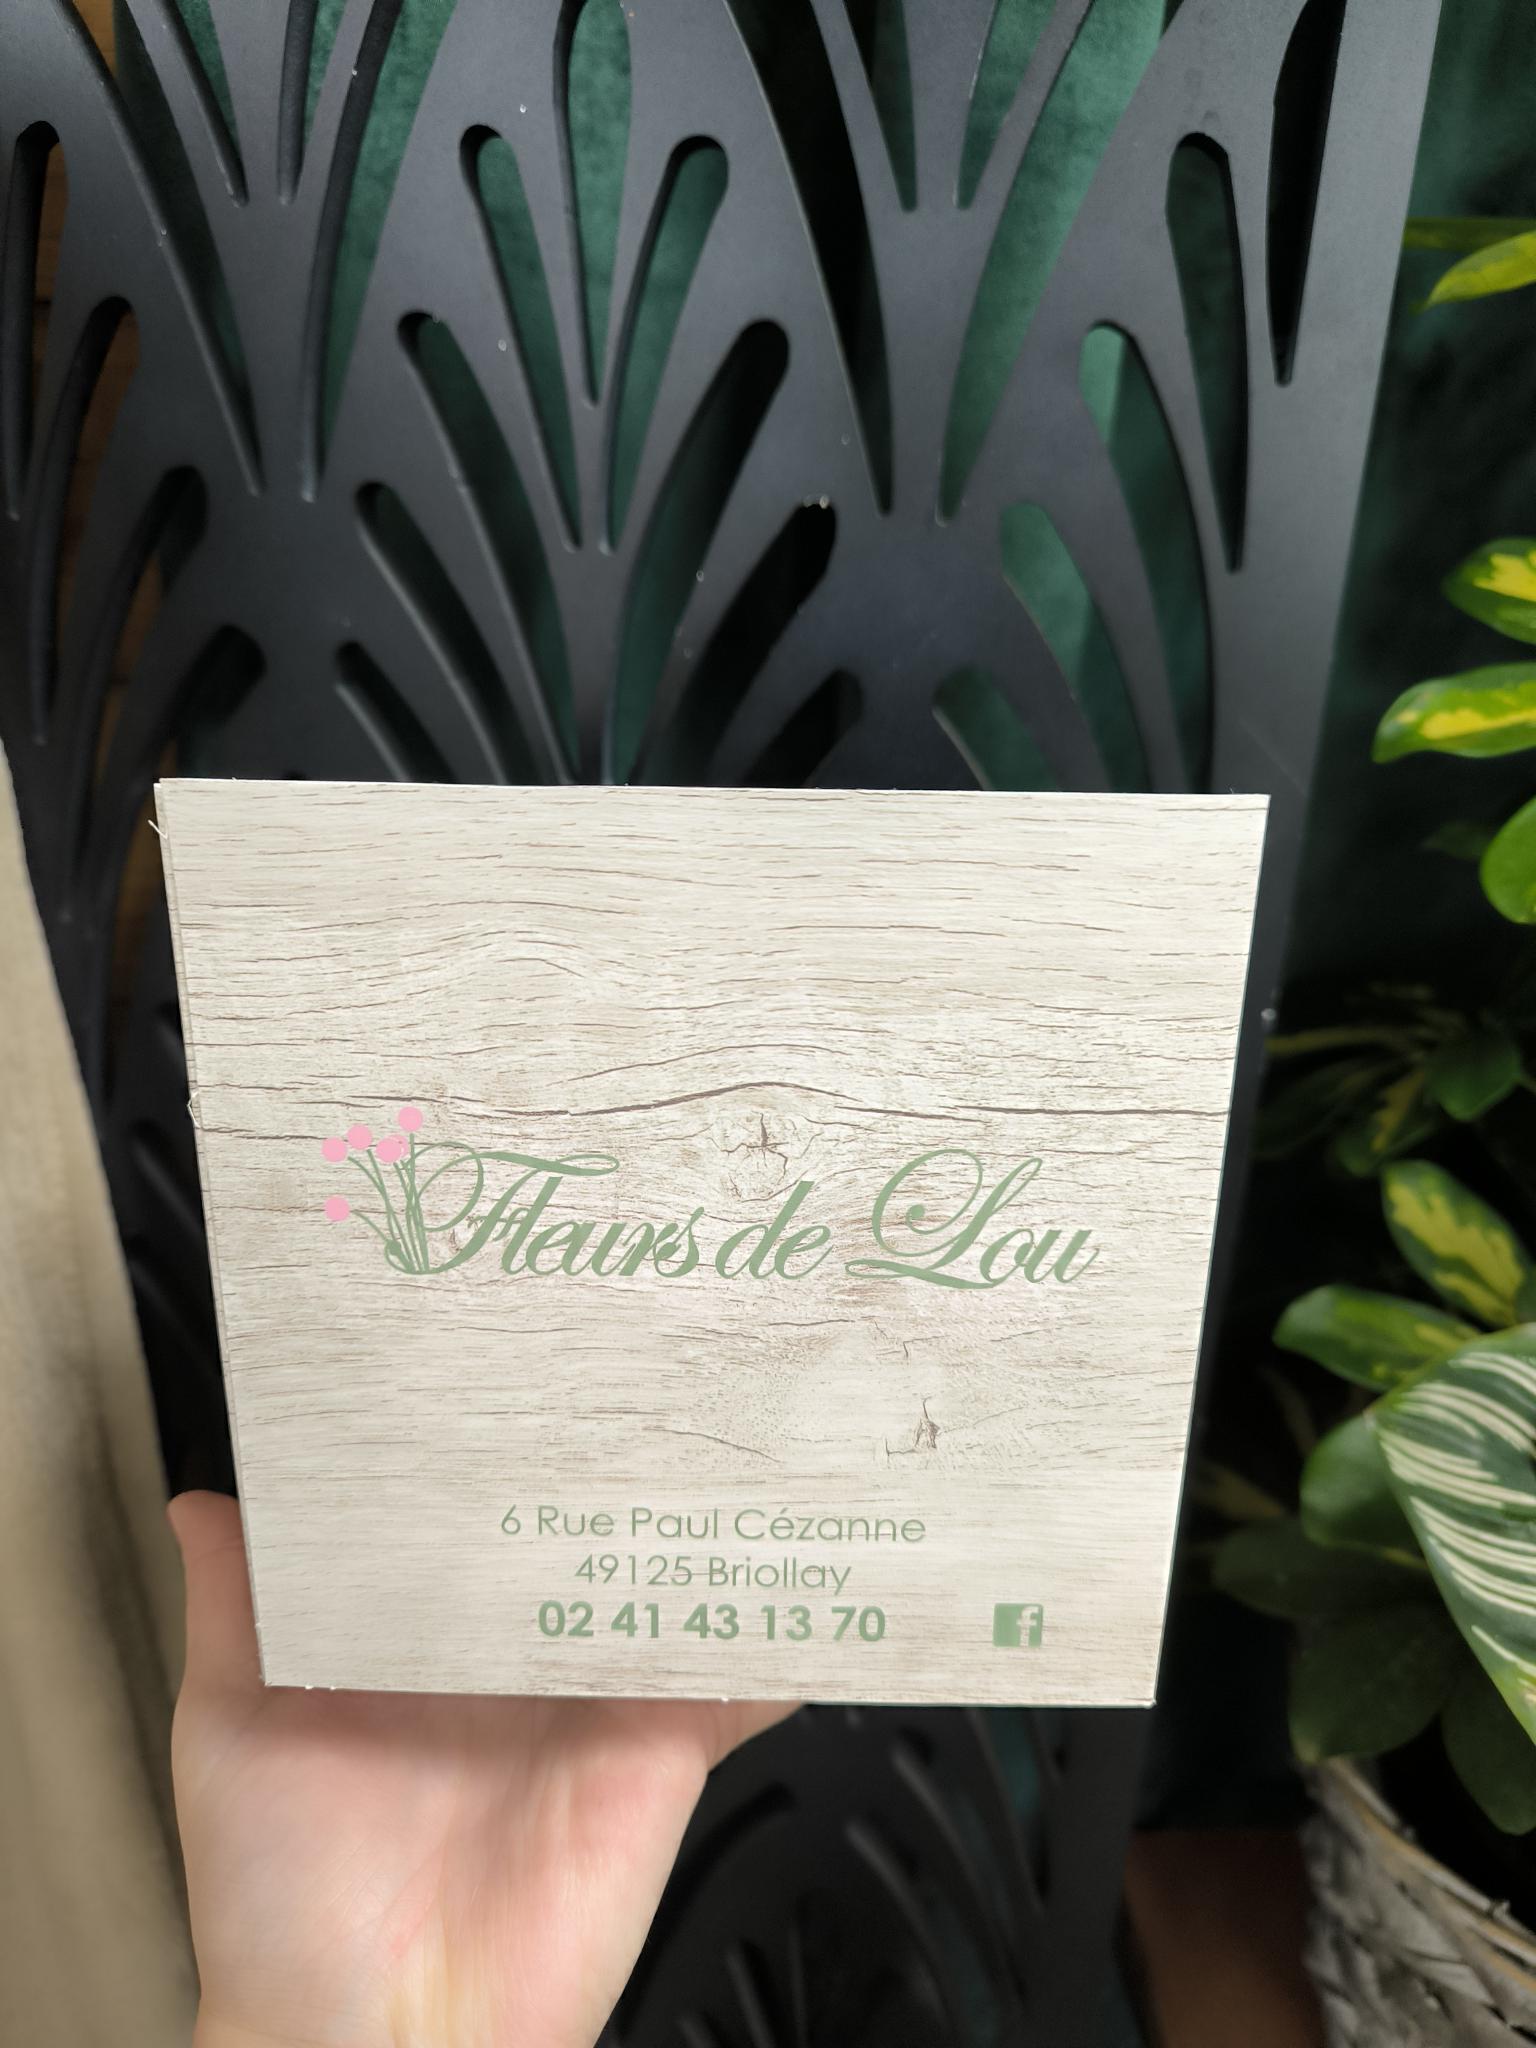 Fleurs de Lou
6 Rue Paul Cézanne
49125 Briollay
02 41 43 13 70
f